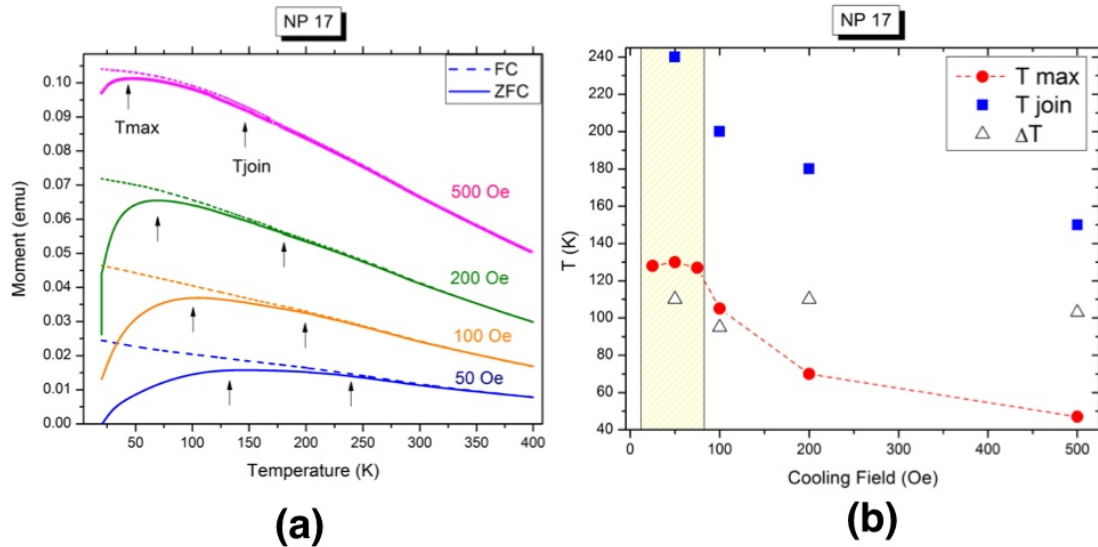 NP 17
FC
ZFC
Tmax
Tjoin
500 Oe
200 Oe
100 Oe
50 Oe
0.10
0.09
0.08
0.07
0.06
0.05
0.04
0.03
0.02
0.01
0.00
Moment (emu)
50 100 150 200 250 300 350 400
Temperature (K)
(a)
NP 17
T max
T join
ΔT
240
220
200
180
160
140
120
100
80
60
40
T (K)
0 100 200 300 400 500
Cooling Field (Oe)
(b)